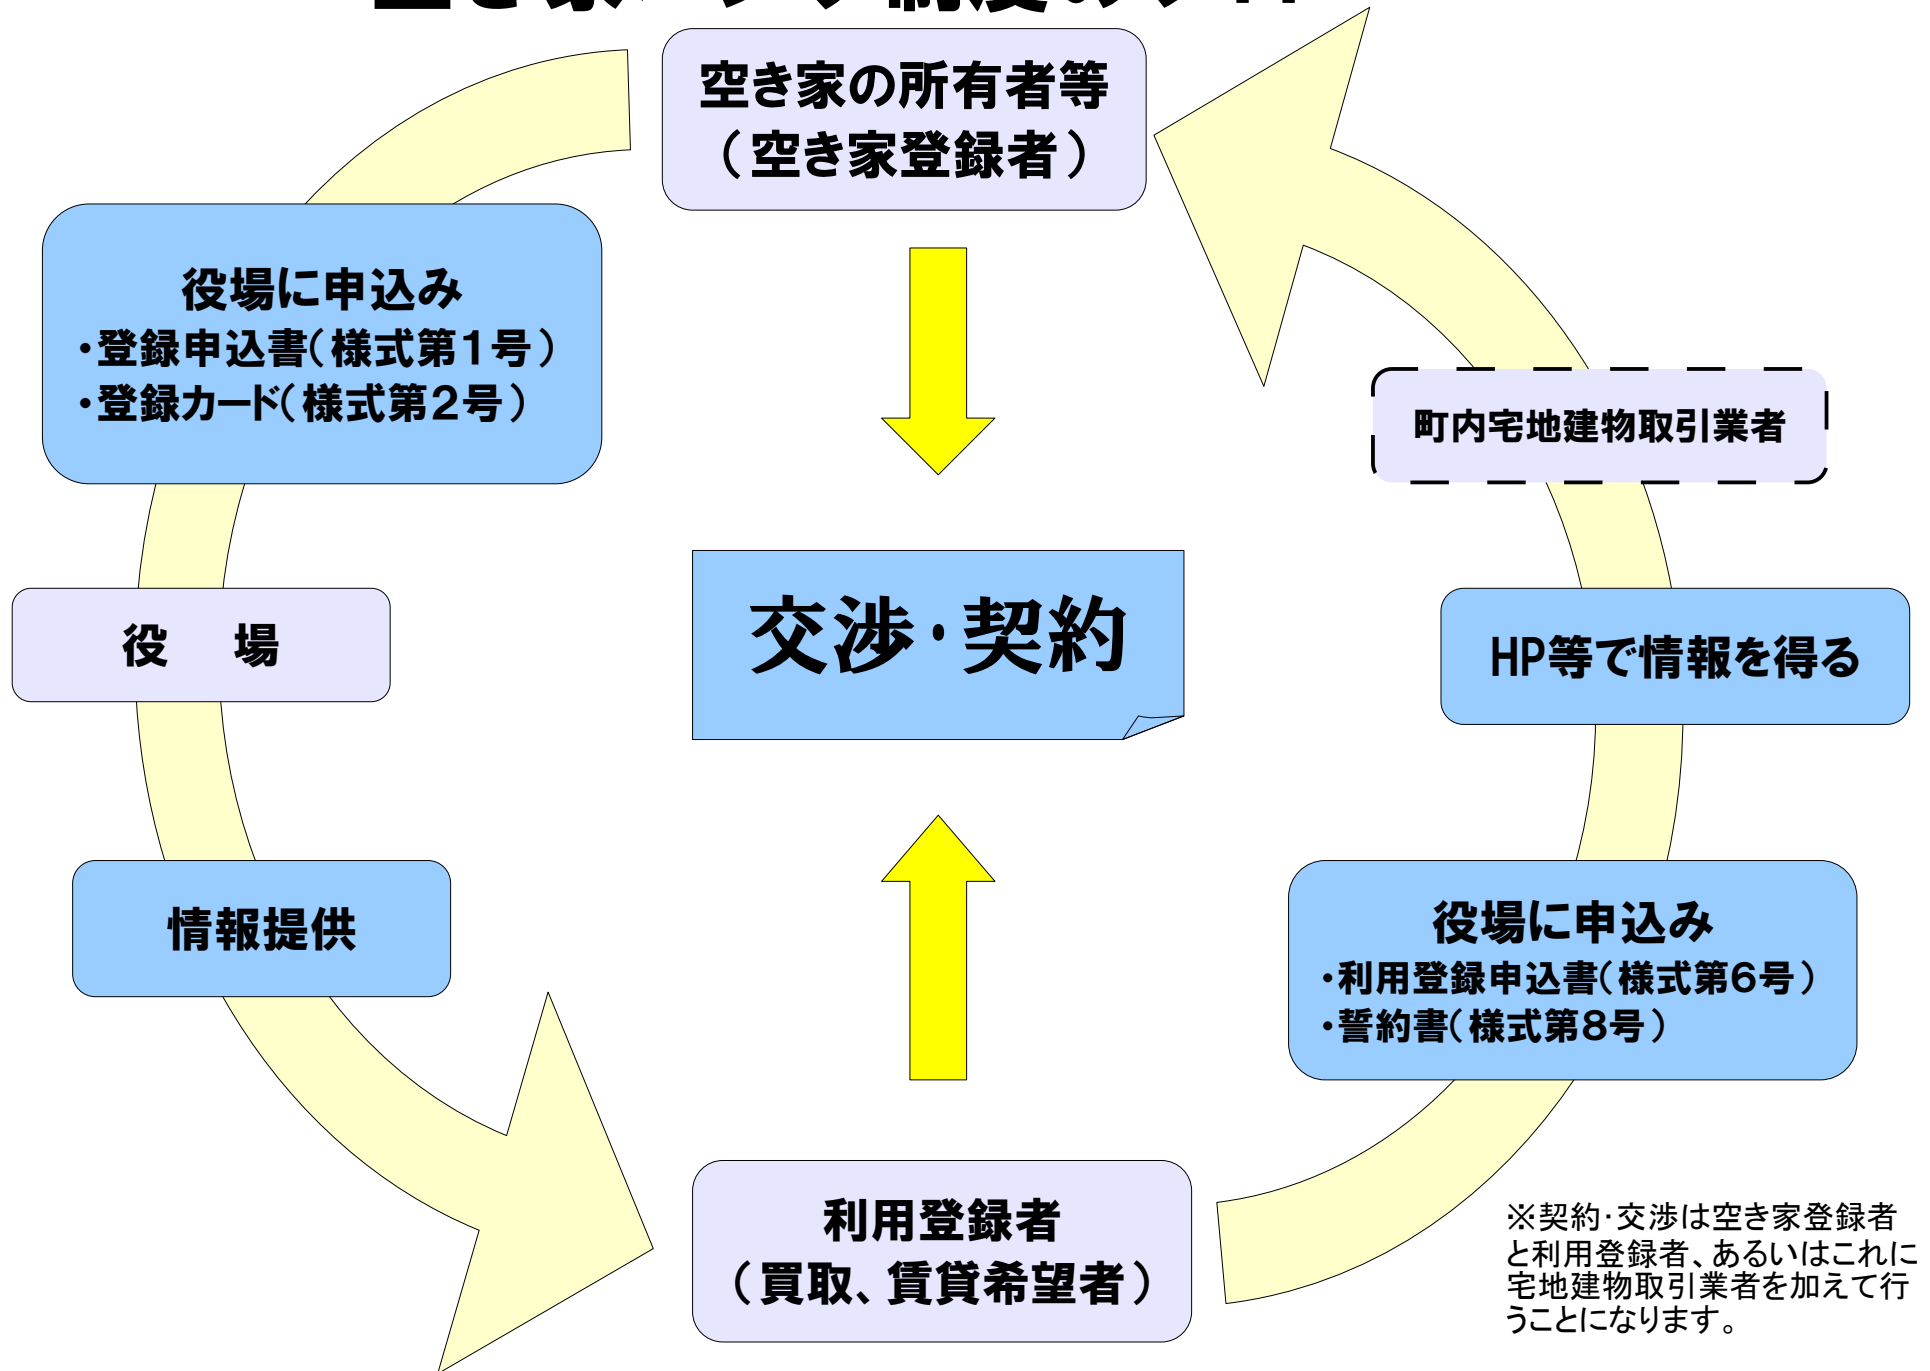 空き家の所有者等
（空き家登録者）
役場に申込み
・登録申込書(様式第１号）
・登録カード(様式第２号）
町内宅地建物取引業者
役　場
交渉・契約
HP等で情報を得る
情報提供
役場に申込み
・利用登録申込書(様式第６号）
・誓約書(様式第８号）
利用登録者
（買取、賃貸希望者）
※契約・交渉は空き家登録者
と利用登録者、あるいはこれに
宅地建物取引業者を加えて行
うことになります。